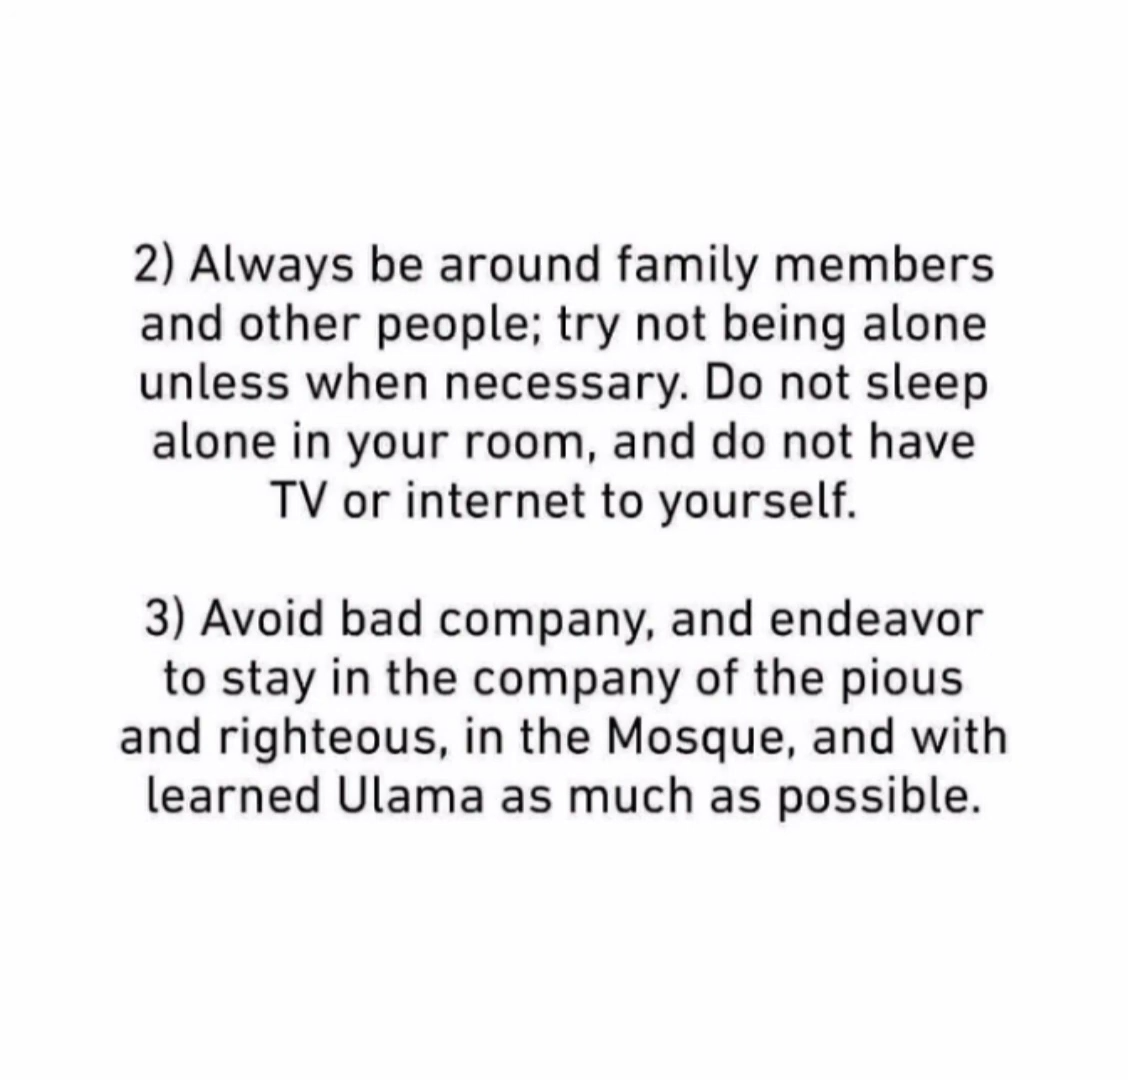 2) Always be around family members
and other people; try not being alone
unless when necessary. Do not sleep
alone in your room, and do not have
TV or internet to yourself.
3) Avoid bad company, and endeavor
to stay in the company of the pious
and righteous, in the Mosque, and with
learned Ulama as much as possible.